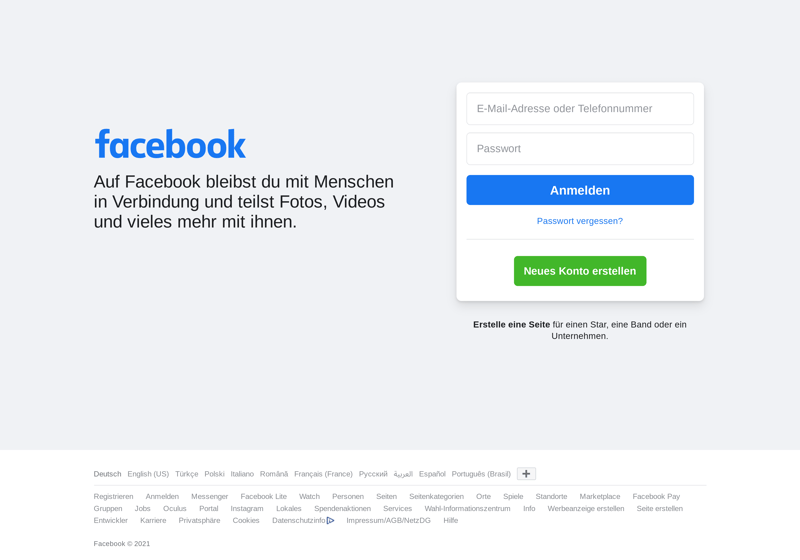 facebook
Auf Facebook bleibst du mit Menschen
in Verbindung und teilst Fotos, Videos
und vieles mehr mit ihnen.
E-Mail-Adresse oder Telefonnummer
Passwort
Anmelden
Passwort vergessen?
Neues Konto erstellen
Erstelle eine Seite für einen Star, eine Band oder ein
Unternehmen.
Deutsch English (US) Türkçe Polski Italiano Română Français (France) Русский العربية Español Português (Brasil)
Registrieren Anmelden Messenger Facebook Lite Watch Personen Seiten Seitenkategorien Orte Spiele Standorte Marketplace Facebook Pay
Gruppen Jobs Oculus Portal Instagram Lokales Spendenaktionen Services Wahl-Informationszentrum Info Werbeanzeige erstellen Seite erstellen
Entwickler Karriere Privatsphäre Cookies Datenschutzinfo Impressum/AGB/NetzDG Hilfe
Facebook © 2021